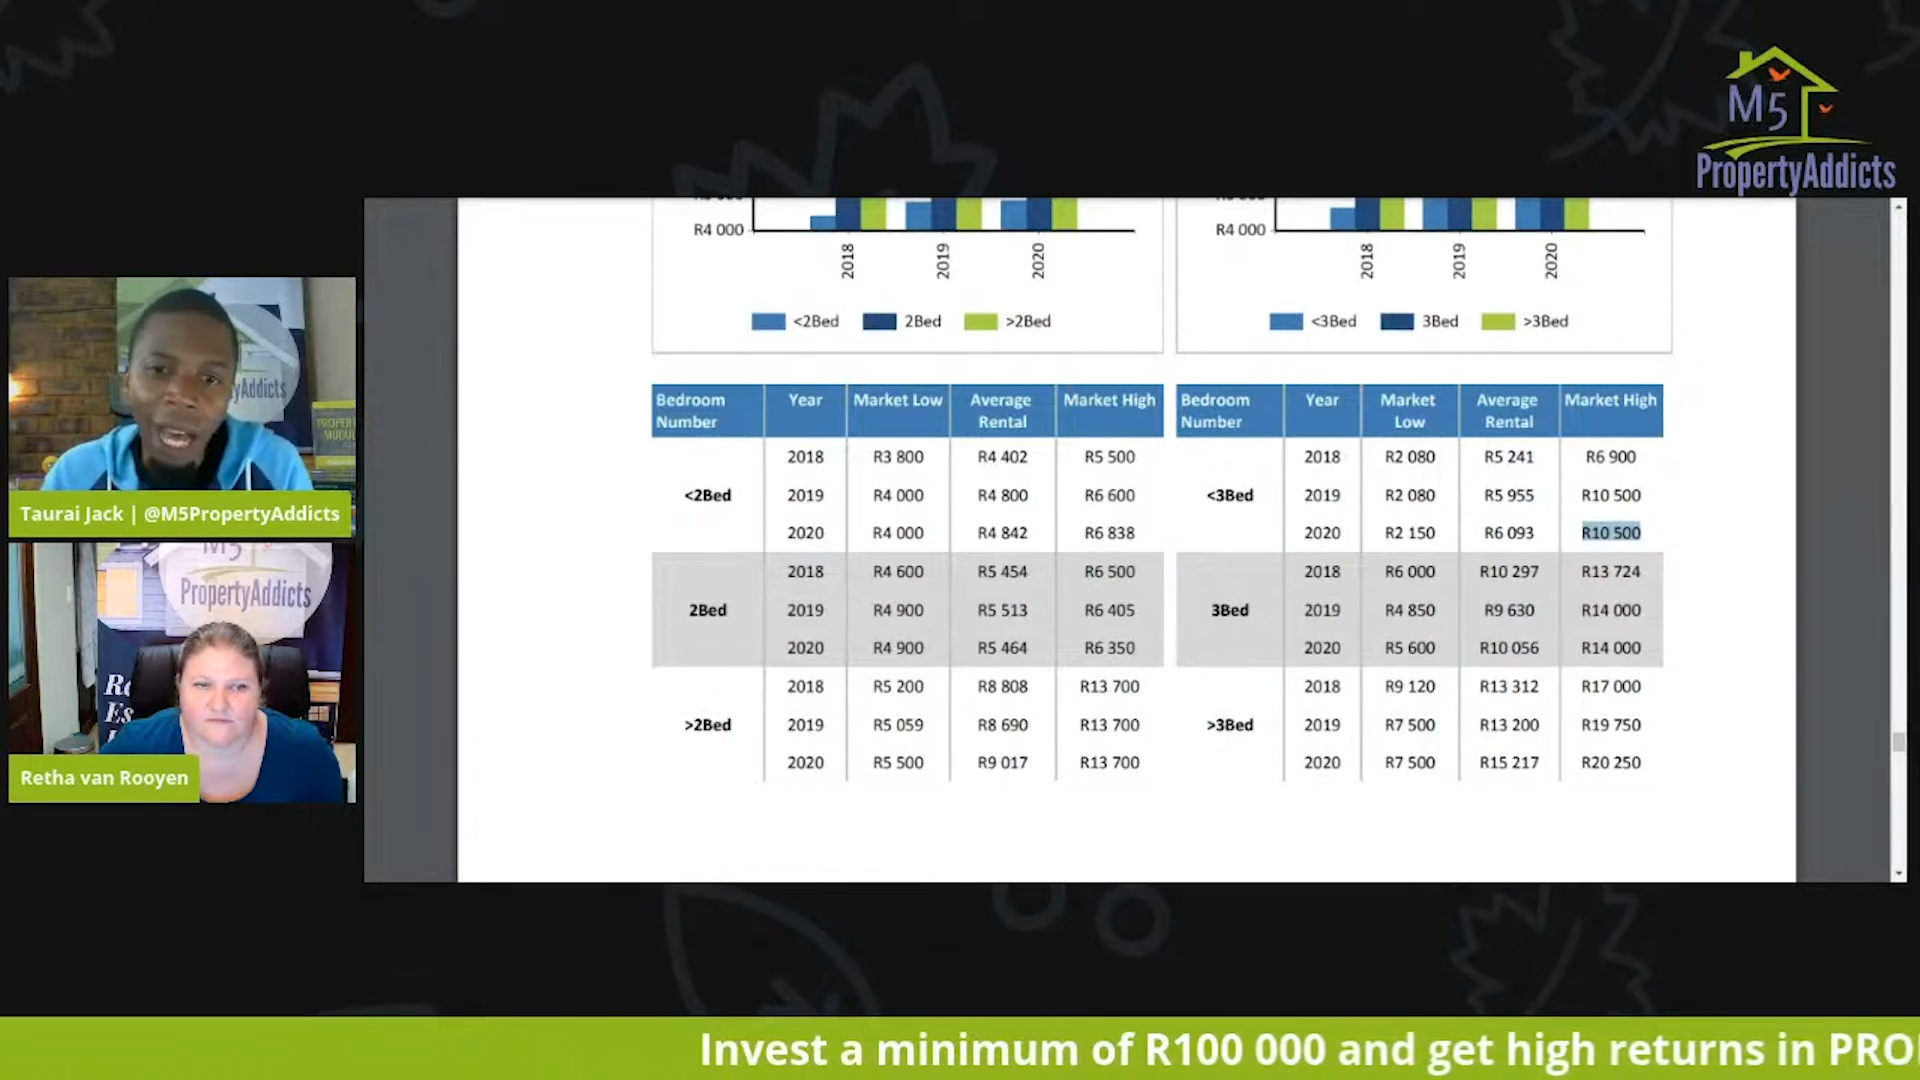 M5
PropertyAddicts
R4 000
2018
2019
2020
<2Bed
2Bed
>2Bed
R4 000
2018
2019
2020
<3Bed
3Bed
>3Bed
Bedroom Number Year Market Low Average Rental Market High
<2Bed
2018 R3 800 R4 402 R5 500
2019 R4 000 R4 800 R6 600
2020 R4 000 R4 842 R6 838
2Bed
2018 R4 600 R5 454 R6 500
2019 R4 900 R5 513 R6 405
2020 R4 900 R5 464 R6 350
>2Bed
2018 R5 200 R8 808 R13 700
2019 R5 059 R8 690 R13 700
2020 R5 500 R9 017 R13 700
Bedroom Number Year Market Low Average Rental Market High
<3Bed
2018 R2 080 R5 241 R6 900
2019 R2 080 R5 955 R10 500
2020 R2 150 R6 093 R10 500
3Bed
2018 R6 000 R10 297 R13 724
2019 R4 850 R9 630 R14 000
2020 R5 600 R10 056 R14 000
>3Bed
2018 R9 120 R13 312 R17 000
2019 R7 500 R13 200 R19 750
2020 R7 500 R15 217 R20 250
Taurai Jack | @M5PropertyAddicts
M5
PropertyAddicts
Retha van Rooyen
Invest a minimum of R100 000 and get high returns in PRO